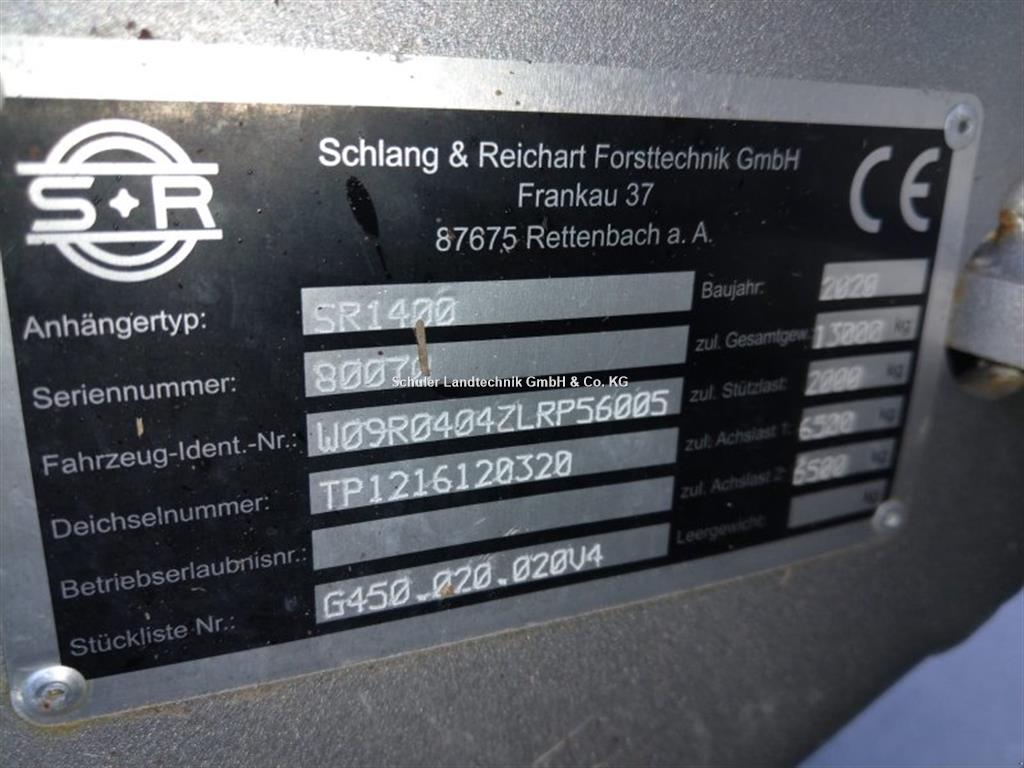 S R
Schlang & Reichart Forsttechnik GmbH
Frankau 37
87675 Rettenbach a. A.
CE
Anhängertyp: SR1400
Seriennummer: 80070
Fahrzeug-Ident.-Nr.: W09R0404ZLRP56005
Deichselnummer: TP1216120320
Betriebserlaubnisnr.:
Stückliste Nr.: G450.020.020V4
Baujahr: 2020
zul. Gesamtgew.: 13000 kg
zul. Stützlast: 2000 kg
zul. Achslast 1: 6500 kg
zul. Achslast 2: 6500 kg
Leergewicht: kg
Schuler Landtechnik GmbH & Co. KG